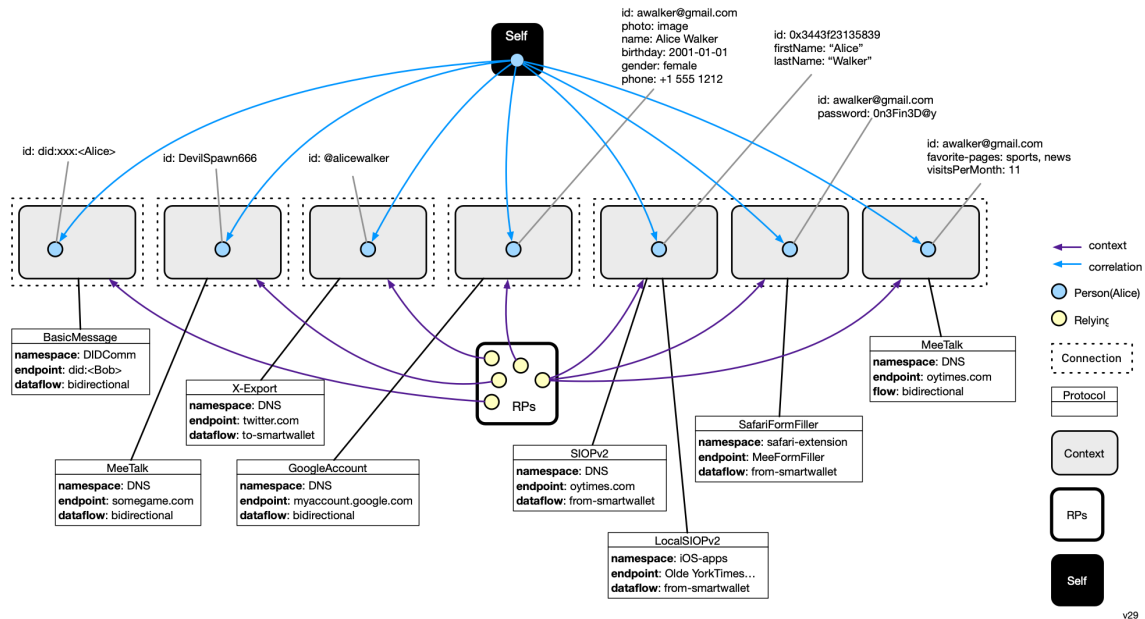 Self
id: awalker@gmail.com
photo: image
name: Alice Walker
birthday: 2001-01-01
gender: female
phone: +1 555 1212
id: 0x3443f23135839
firstName: “Alice”
lastName: “Walker”
id: awalker@gmail.com
password: 0n3Fin3D@y
id: awalker@gmail.com
favorite-pages: sports, news
visitsPerMonth: 11
id: did:xxx:<Alice>
id: DevilSpawn666
id: @alicewalker
context
correlation
Person(Alice)
Relying
Connection
Protocol
Context
RPs
Self
BasicMessage
namespace: DIDComm
endpoint: did:<Bob>
dataflow: bidirectional
X-Export
namespace: DNS
endpoint: twitter.com
dataflow: to-smartwallet
RPs
MeeTalk
namespace: DNS
endpoint: oytimes.com
flow: bidirectional
SafariFormFiller
namespace: safari-extension
endpoint: MeeFormFiller
dataflow: from-smartwallet
MeeTalk
namespace: DNS
endpoint: somegame.com
dataflow: bidirectional
GoogleAccount
namespace: DNS
endpoint: myaccount.google.com
dataflow: bidirectional
SIOPv2
namespace: DNS
endpoint: oytimes.com
dataflow: from-smartwallet
LocalSIOPv2
namespace: iOS-apps
endpoint: Olde YorkTimes…
dataflow: from-smartwallet
v29